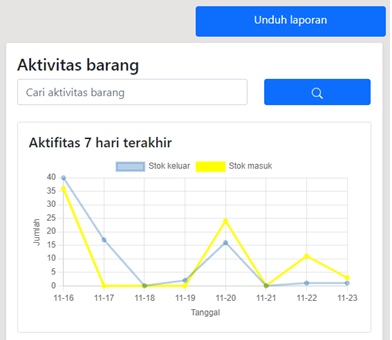 Unduh laporan
Aktivitas barang
Cari aktivitas barang
Aktifitas 7 hari terakhir
Stok keluar Stok masuk
40
35
30
25
20
15
10
5
0
Jumlah
11-16 11-17 11-18 11-19 11-20 11-21 11-22 11-23
Tanggal